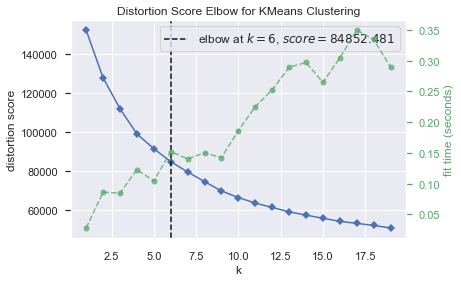 Distortion Score Elbow for KMeans Clustering
elbow at k = 6, score = 84852.481
distortion score
140000
120000
100000
80000
60000
0.35
0.30
0.25
0.20
0.15
0.10
0.05
fit time (seconds)
2.5 5.0 7.5 10.0 12.5 15.0 17.5
k